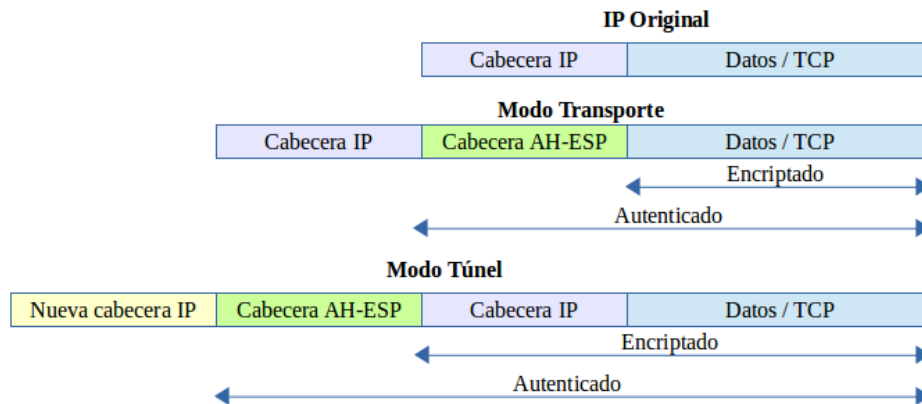 IP Original
Cabecera IP Datos / TCP
Modo Transporte
Cabecera IP Cabecera AH-ESP Datos / TCP
Encriptado
Autenticado
Modo Túnel
Nueva cabecera IP Cabecera AH-ESP Cabecera IP Datos / TCP
Encriptado
Autenticado